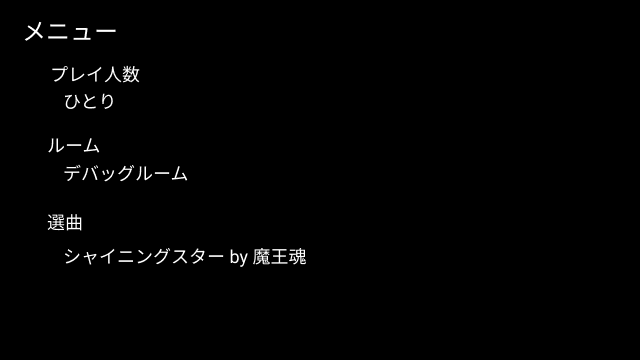 メニュー
プレイ人数
ひとり
ルーム
デバッグルーム
選曲
シャイニングスター by 魔王魂